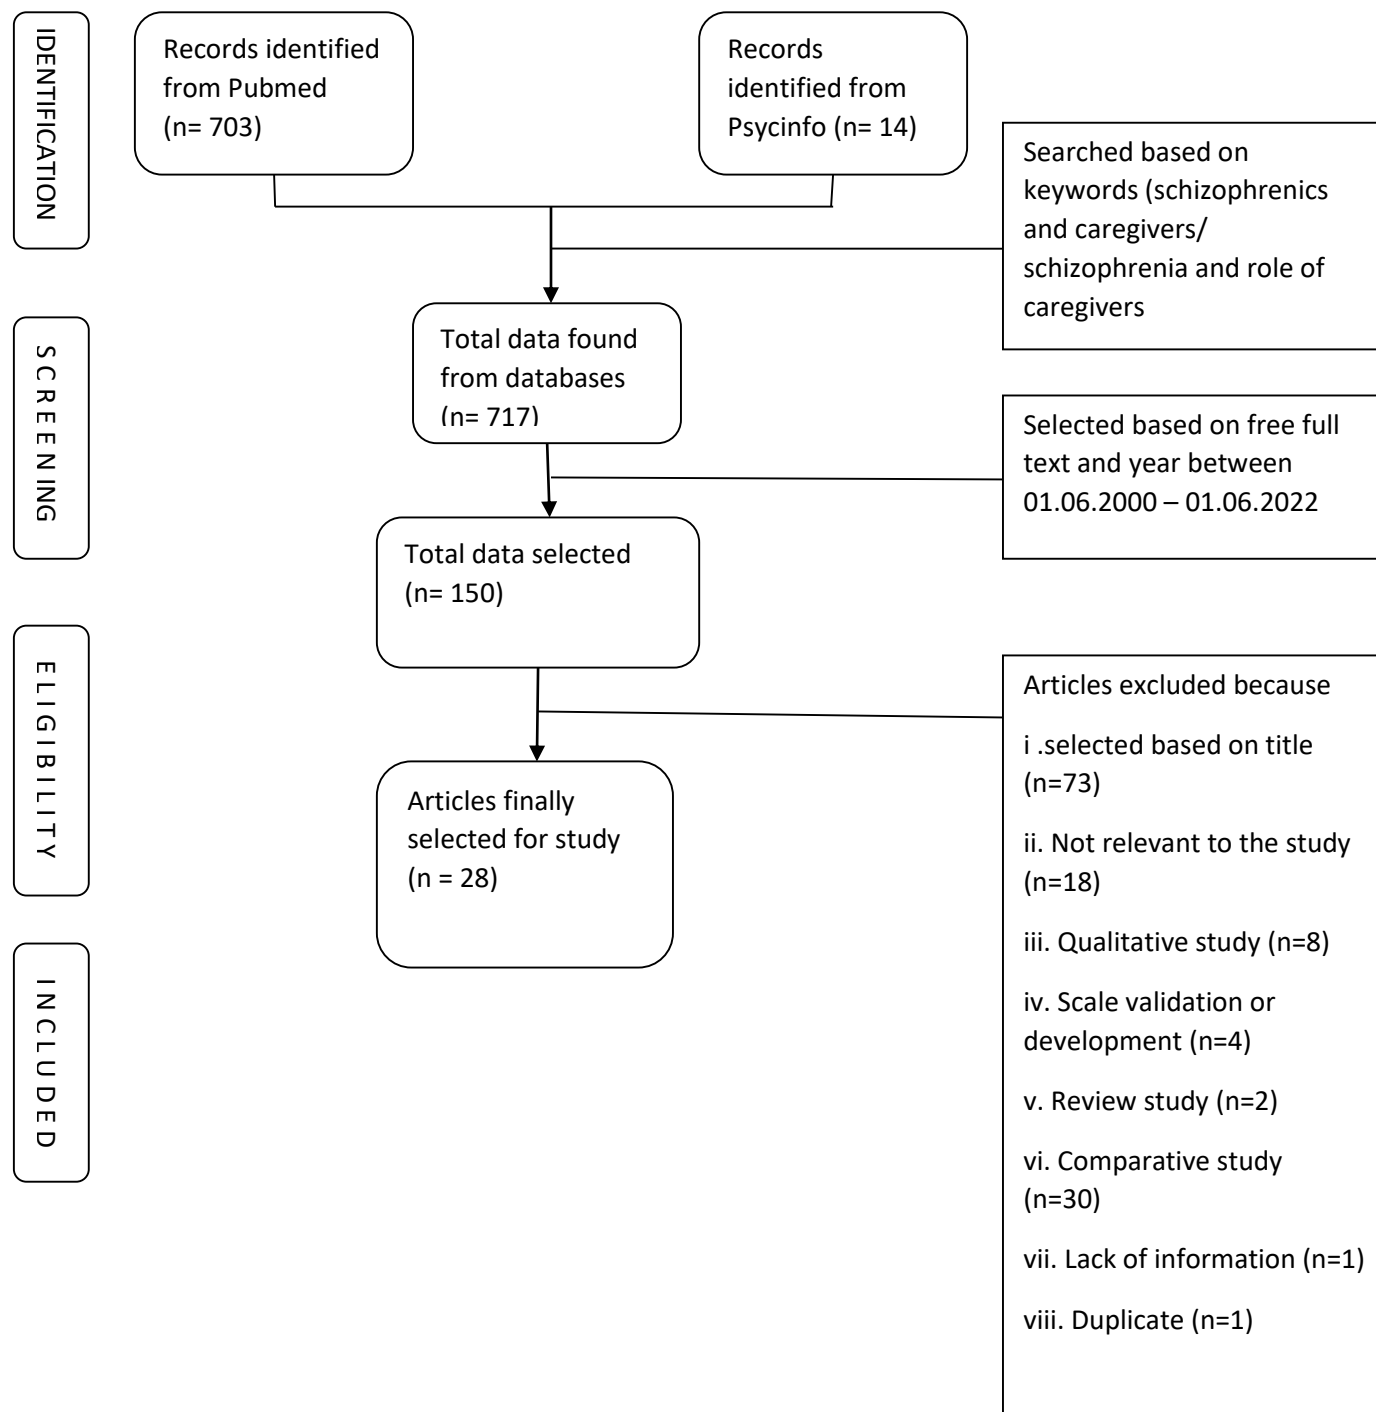 IDENTIFICATION
Records identified
from Pubmed
(n= 703)
Records
identified from
Psycinfo (n= 14)
Searched based on
keywords (schizophrenics
and caregivers/
schizophrenia and role of
caregivers
SCREENING
Total data found
from databases
(n= 717)
Selected based on free full
text and year between
01.06.2000 – 01.06.2022
Total data selected
(n= 150)
ELIGIBILITY
Articles finally
selected for study
(n = 28)
Articles excluded because
i .selected based on title
(n=73)
ii. Not relevant to the study
(n=18)
iii. Qualitative study (n=8)
iv. Scale validation or
development (n=4)
v. Review study (n=2)
vi. Comparative study
(n=30)
vii. Lack of information (n=1)
viii. Duplicate (n=1)
INCLUDED